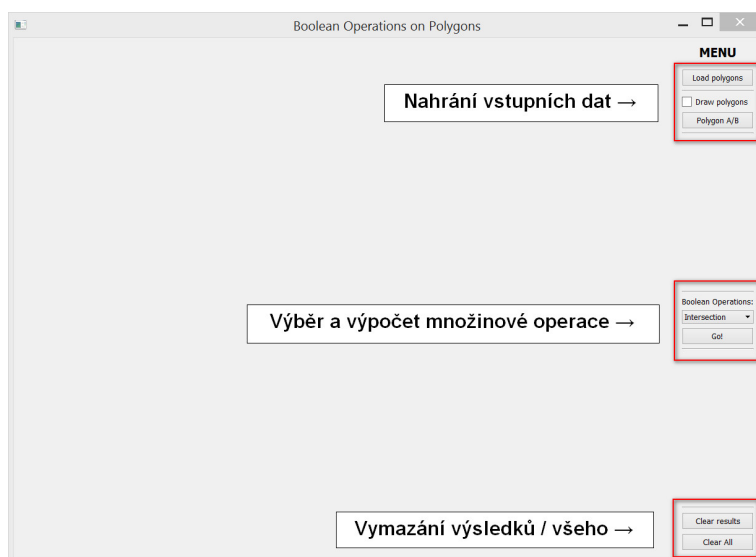 Boolean Operations on Polygons
MENU
Load polygons
Nahrání vstupních dat →
Draw polygons
Polygon A/B
Boolean Operations:
Výběr a výpočet množinové operace →
Intersection
Go!
Clear results
Vymazání výsledků / všeho →
Clear All